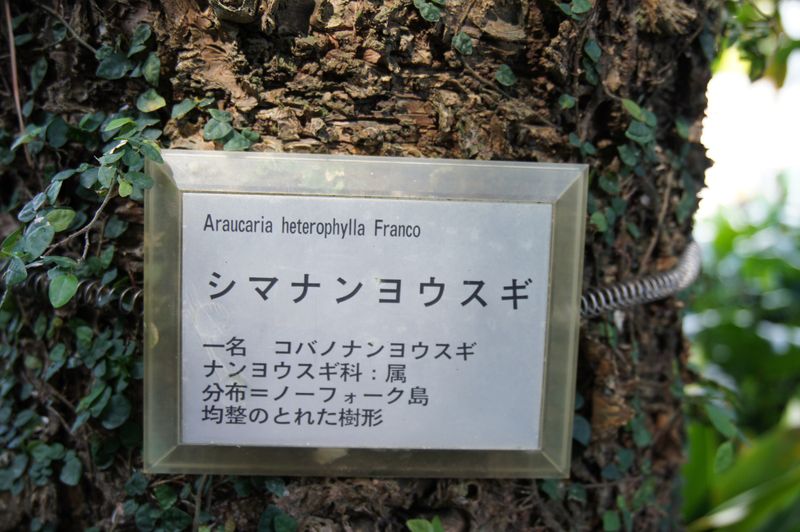 Araucaria heterophylla Franco
シマナンヨウスギ
一名　コバノナンヨウスギ
ナンヨウスギ科：属
分布＝ノーフォーク島
均整のとれた樹形